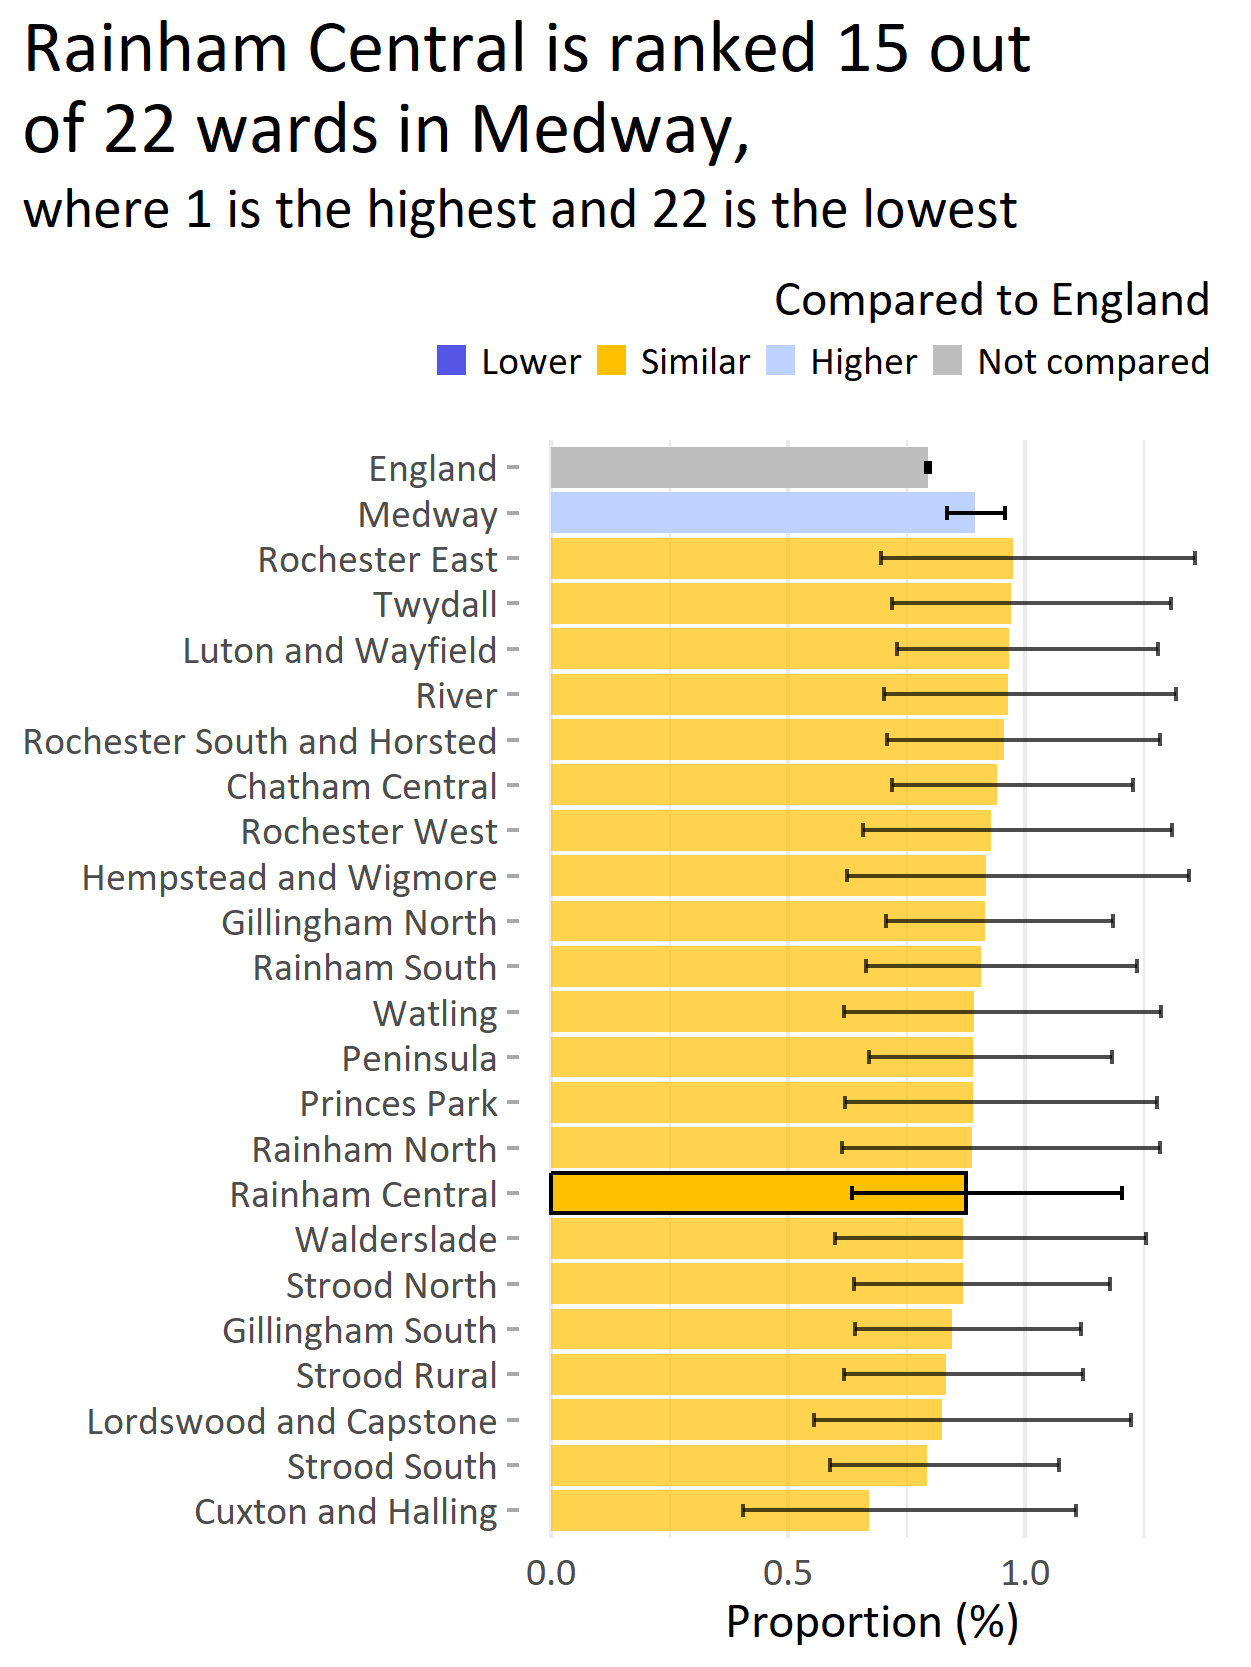 Rainham Central is ranked 15 out
of 22 wards in Medway,
where 1 is the highest and 22 is the lowest
Compared to England
Lower Similar Higher Not compared
England
Medway
Rochester East
Twydall
Luton and Wayfield
River
Rochester South and Horsted
Chatham Central
Rochester West
Hempstead and Wigmore
Gillingham North
Rainham South
Watling
Peninsula
Princes Park
Rainham North
Rainham Central
Walderslade
Strood North
Gillingham South
Strood Rural
Lordswood and Capstone
Strood South
Cuxton and Halling
0.0 0.5 1.0
Proportion (%)